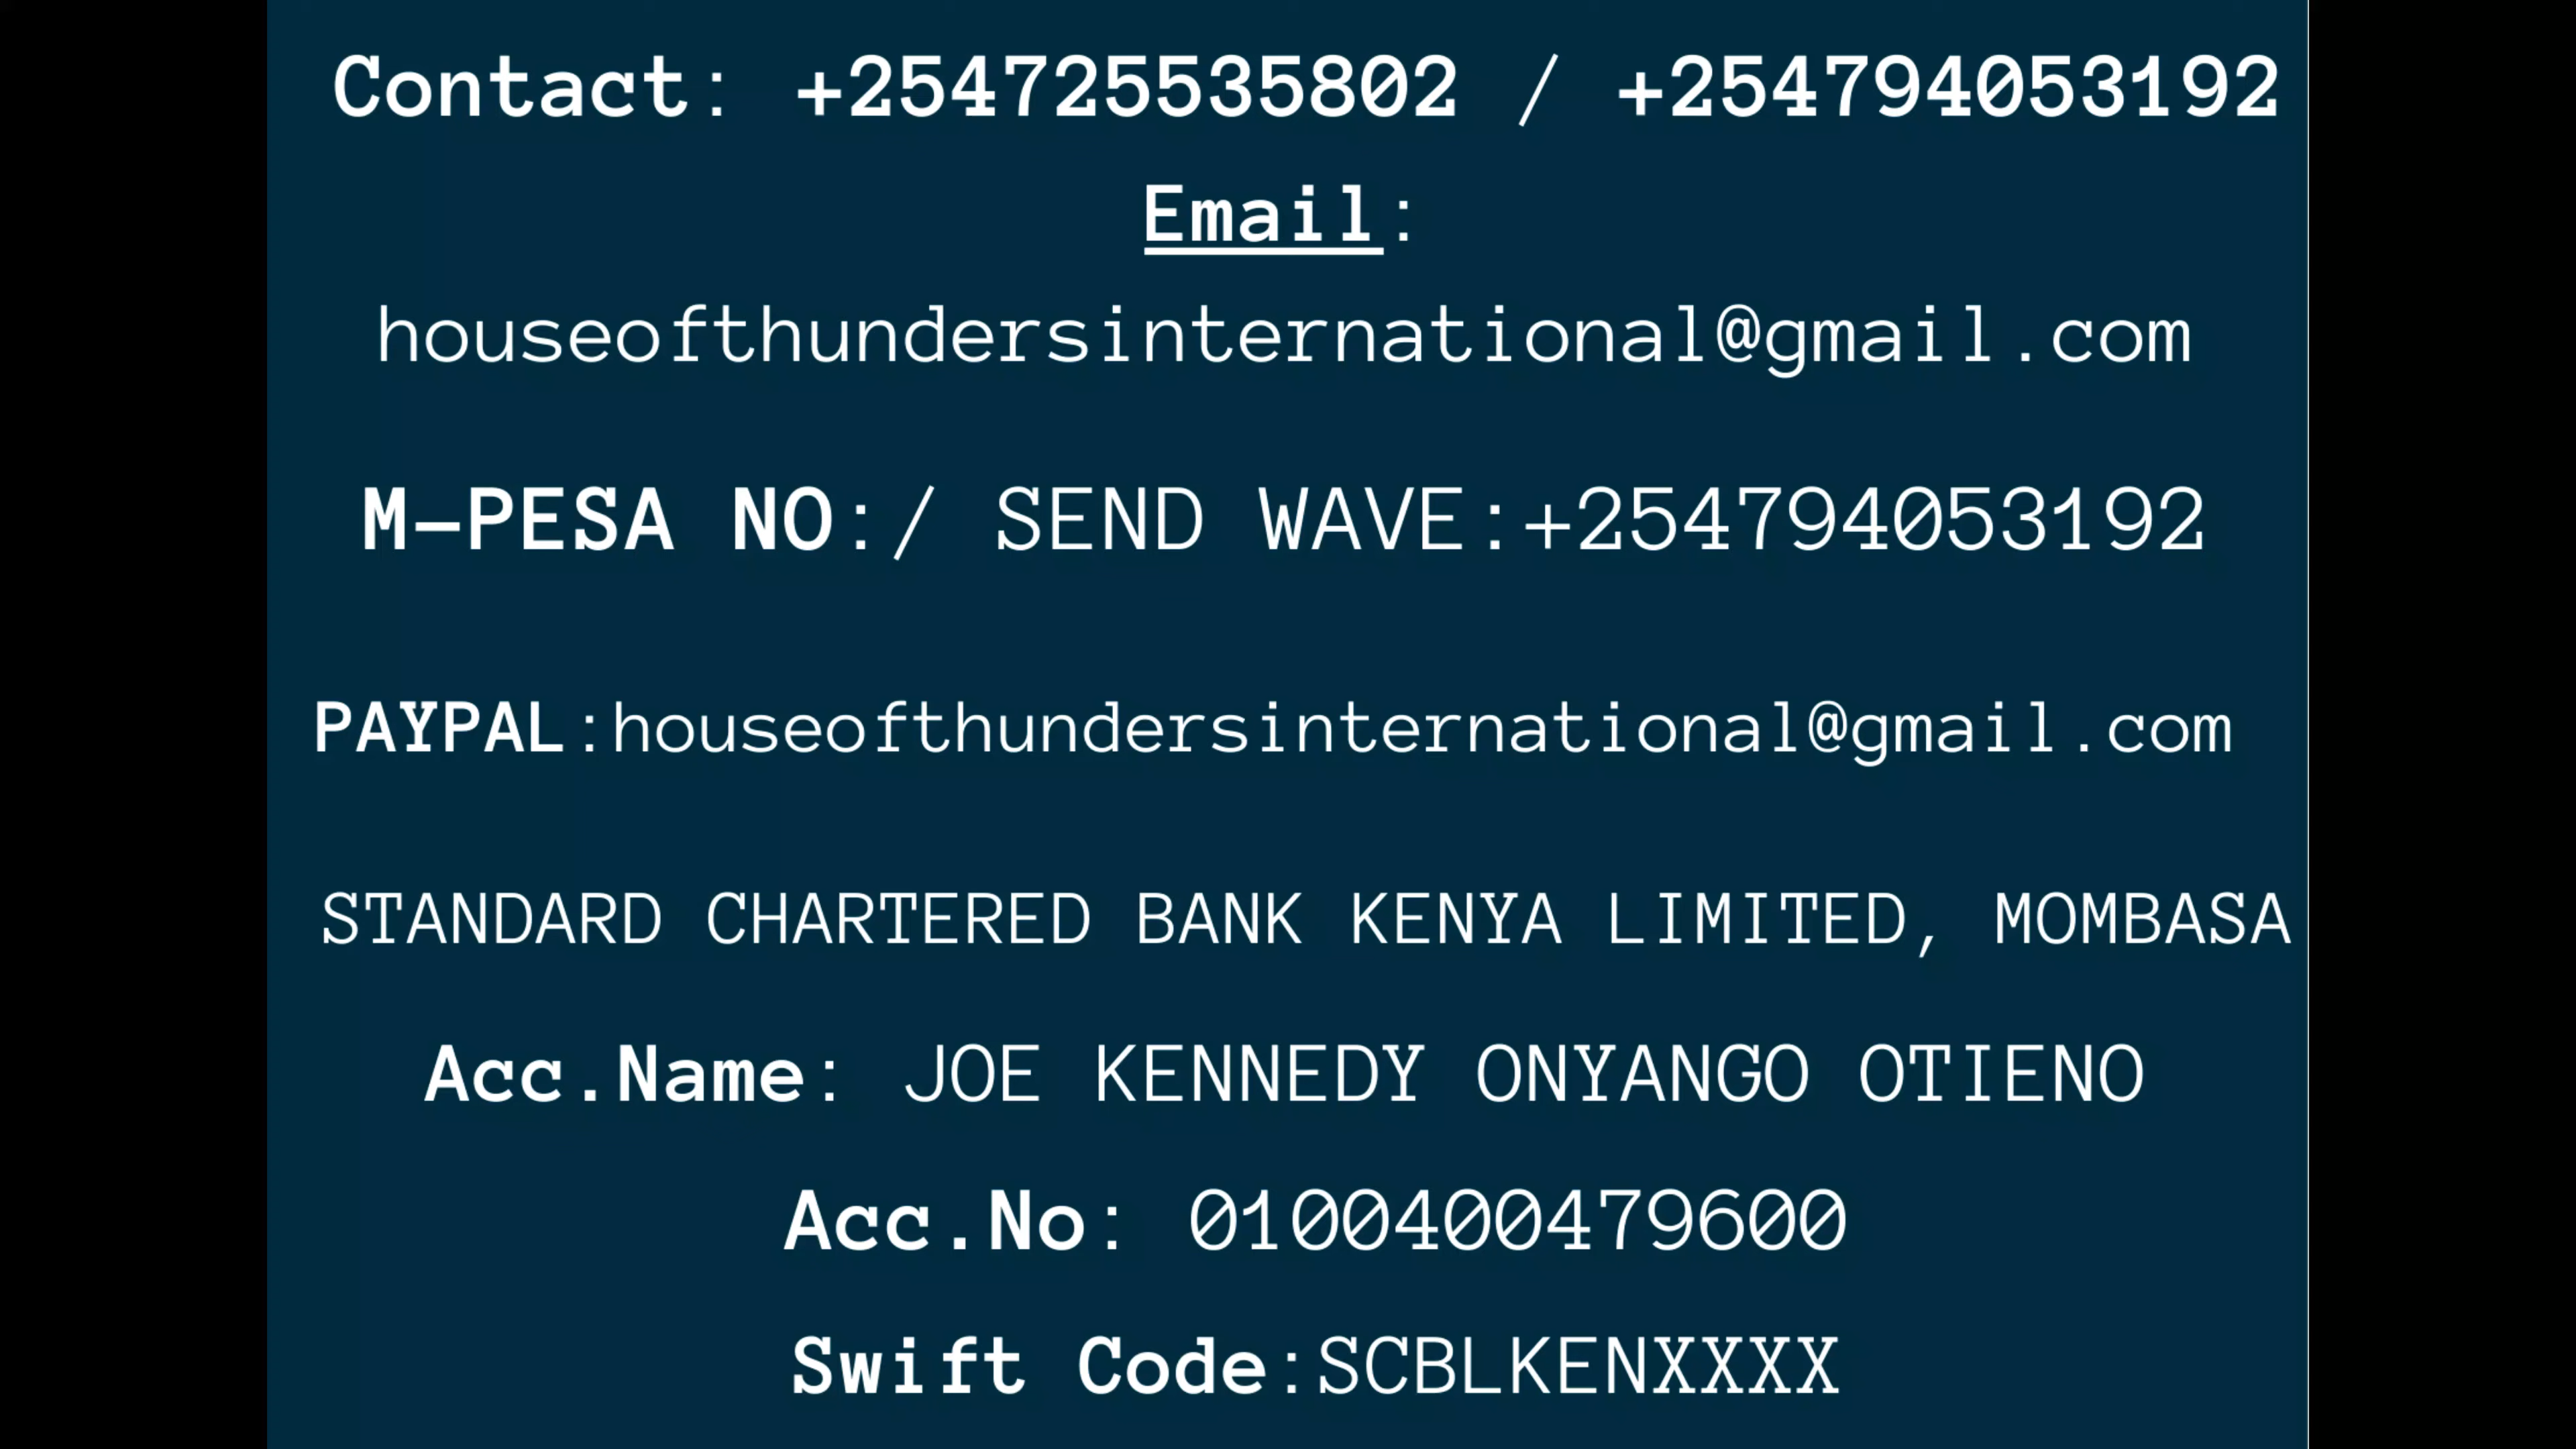 Contact: +254725535802 / +254794053192
Email:
houseofthundersinternational@gmail.com
M-PESA NO:/ SEND WAVE:+254794053192
PAYPAL:houseofthundersinternational@gmail.com
STANDARD CHARTERED BANK KENYA LIMITED, MOMBASA
Acc.Name: JOE KENNEDY ONYANGO OTIENO
Acc.No: 0100400479600
Swift Code:SCBLKENXXXX